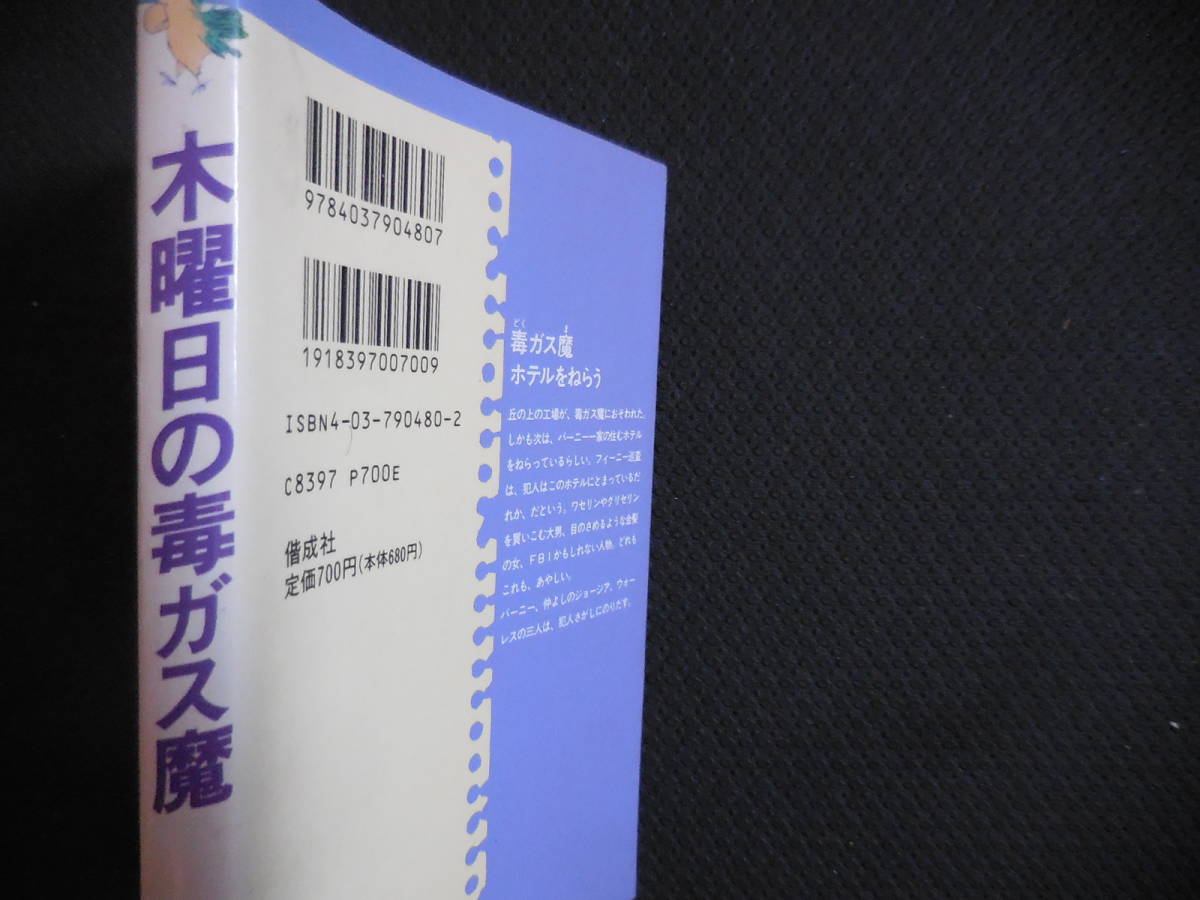 木曜日の毒ガス魔
9784037904807
1918397007009
ISBN4-03-790480-2
C8397 P700E
偕成社
定価700円(本体680円)
どく ま
毒ガス魔
ホテルをねらう
丘の上の工場が、毒ガス魔におそわれた。
しかも次は、バーニー一家の住むホテル
をねらっているらしい。フィーニー巡査
は、犯人はこのホテルにとまっているだ
れか、だという。ワセリンやグリセリン
を買いこむ大男、目のさめるような金髪
の女、FBIかもしれない人物。どれも
これも、あやしい。
バーニー、仲よしのジョージア、ウォー
レスの三人は、犯人さがしにのりだす。